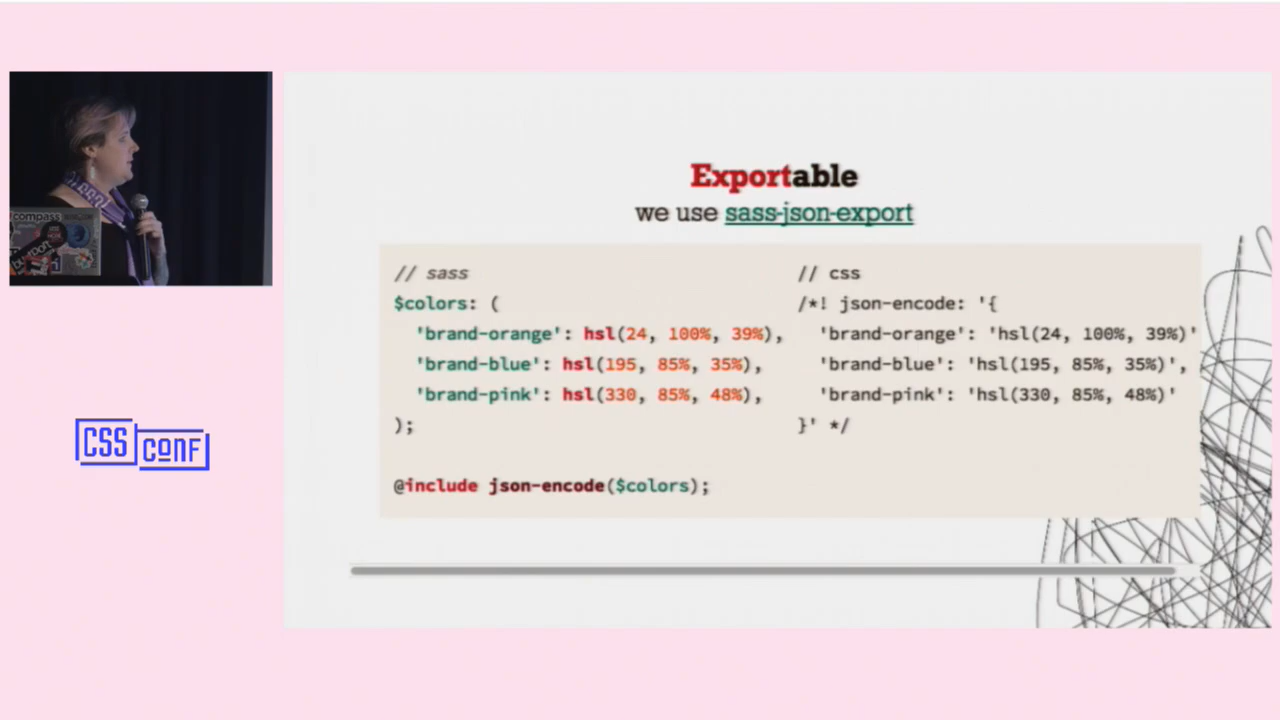 Exportable
we use sass-json-export
// sass
$colors: (
'brand-orange': hsl(24, 100%, 39%),
'brand-blue': hsl(195, 85%, 35%),
'brand-pink': hsl(330, 85%, 48%),
);
@include json-encode($colors);
// css
/*! json-encode: '{
'brand-orange': 'hsl(24, 100%, 39%)'
'brand-blue': 'hsl(195, 85%, 35%)',
'brand-pink': 'hsl(330, 85%, 48%)'
}' */
compass
CSS
CONF